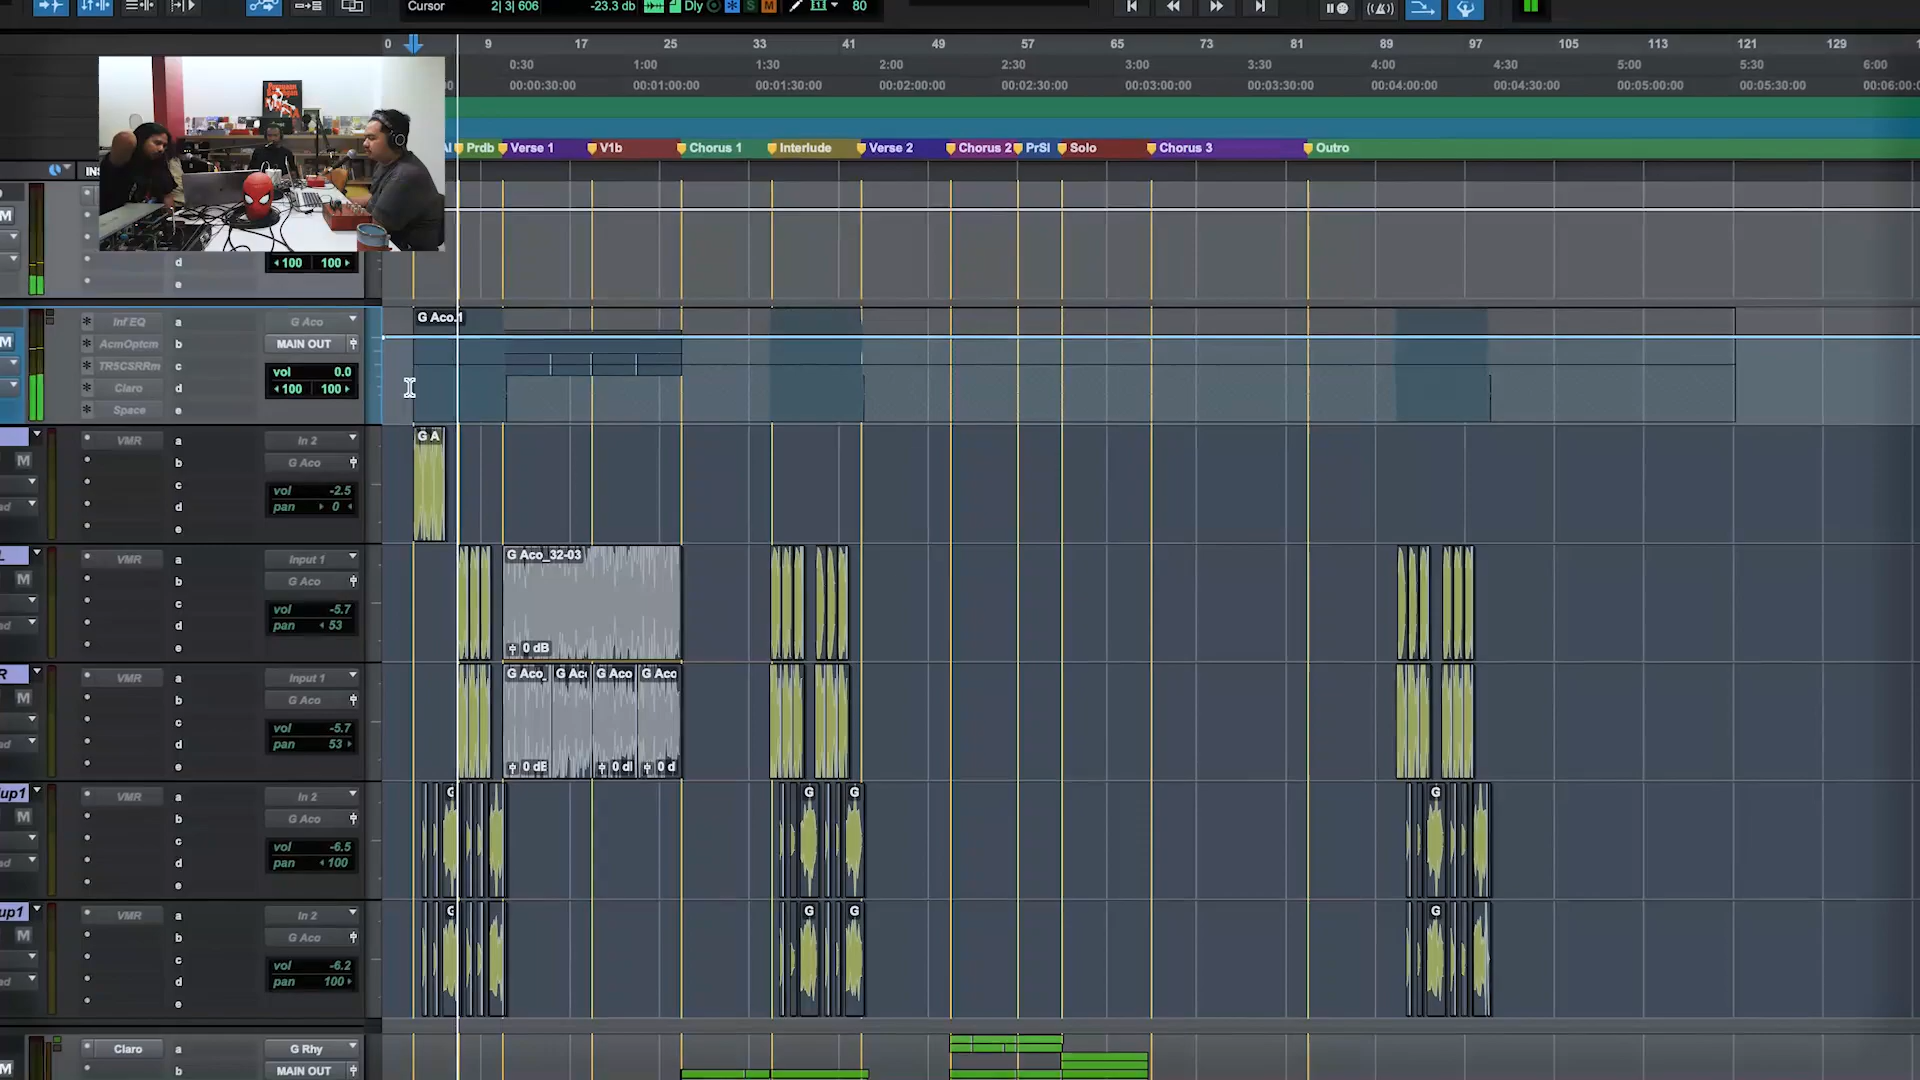 Cursor 2| 3| 606 -23.3 db Dly S M 80
0 9 17 25 33 41 49 57 65 73 81 89 97 105 113 121 129
0:30 1:00 1:30 2:00 2:30 3:00 3:30 4:00 4:30 5:00 5:30 6:00
00:00:30:00 00:01:00:00 00:01:30:00 00:02:00:00 00:02:30:00 00:03:00:00 00:03:30:00 00:04:00:00 00:04:30:00 00:05:00:00 00:05:30:00 00:06:00:0
Prdb Verse 1 V1b Chorus 1 Interlude Verse 2 Chorus 2 PrSl Solo Chorus 3 Outro
INS
M
d 100 100
e
G Aco.1
Inf EQ a G Aco
M AcmOptcm b MAIN OUT
TR5CSRRm c vol 0.0
Claro d 100 100
Space e
G A
VMR a In 2
M b G Aco
c vol -2.5
d pan 0
e
L VMR a Input 1 G Aco_32-03
M b G Aco
c vol -5.7
d pan 53
e 0 dB
R VMR a Input 1 G Aco_ G Aco G Aco G Aco
M b G Aco
c vol -5.7
d pan 53
e 0 dE 0 dl 0 d
up1 VMR a In 2 G G G G
M b G Aco
c vol -6.5
d pan 100
e
up1 VMR a In 2 G G G G
M b G Aco
c vol -6.2
d pan 100
e
Claro a G Rhy
M b MAIN OUT